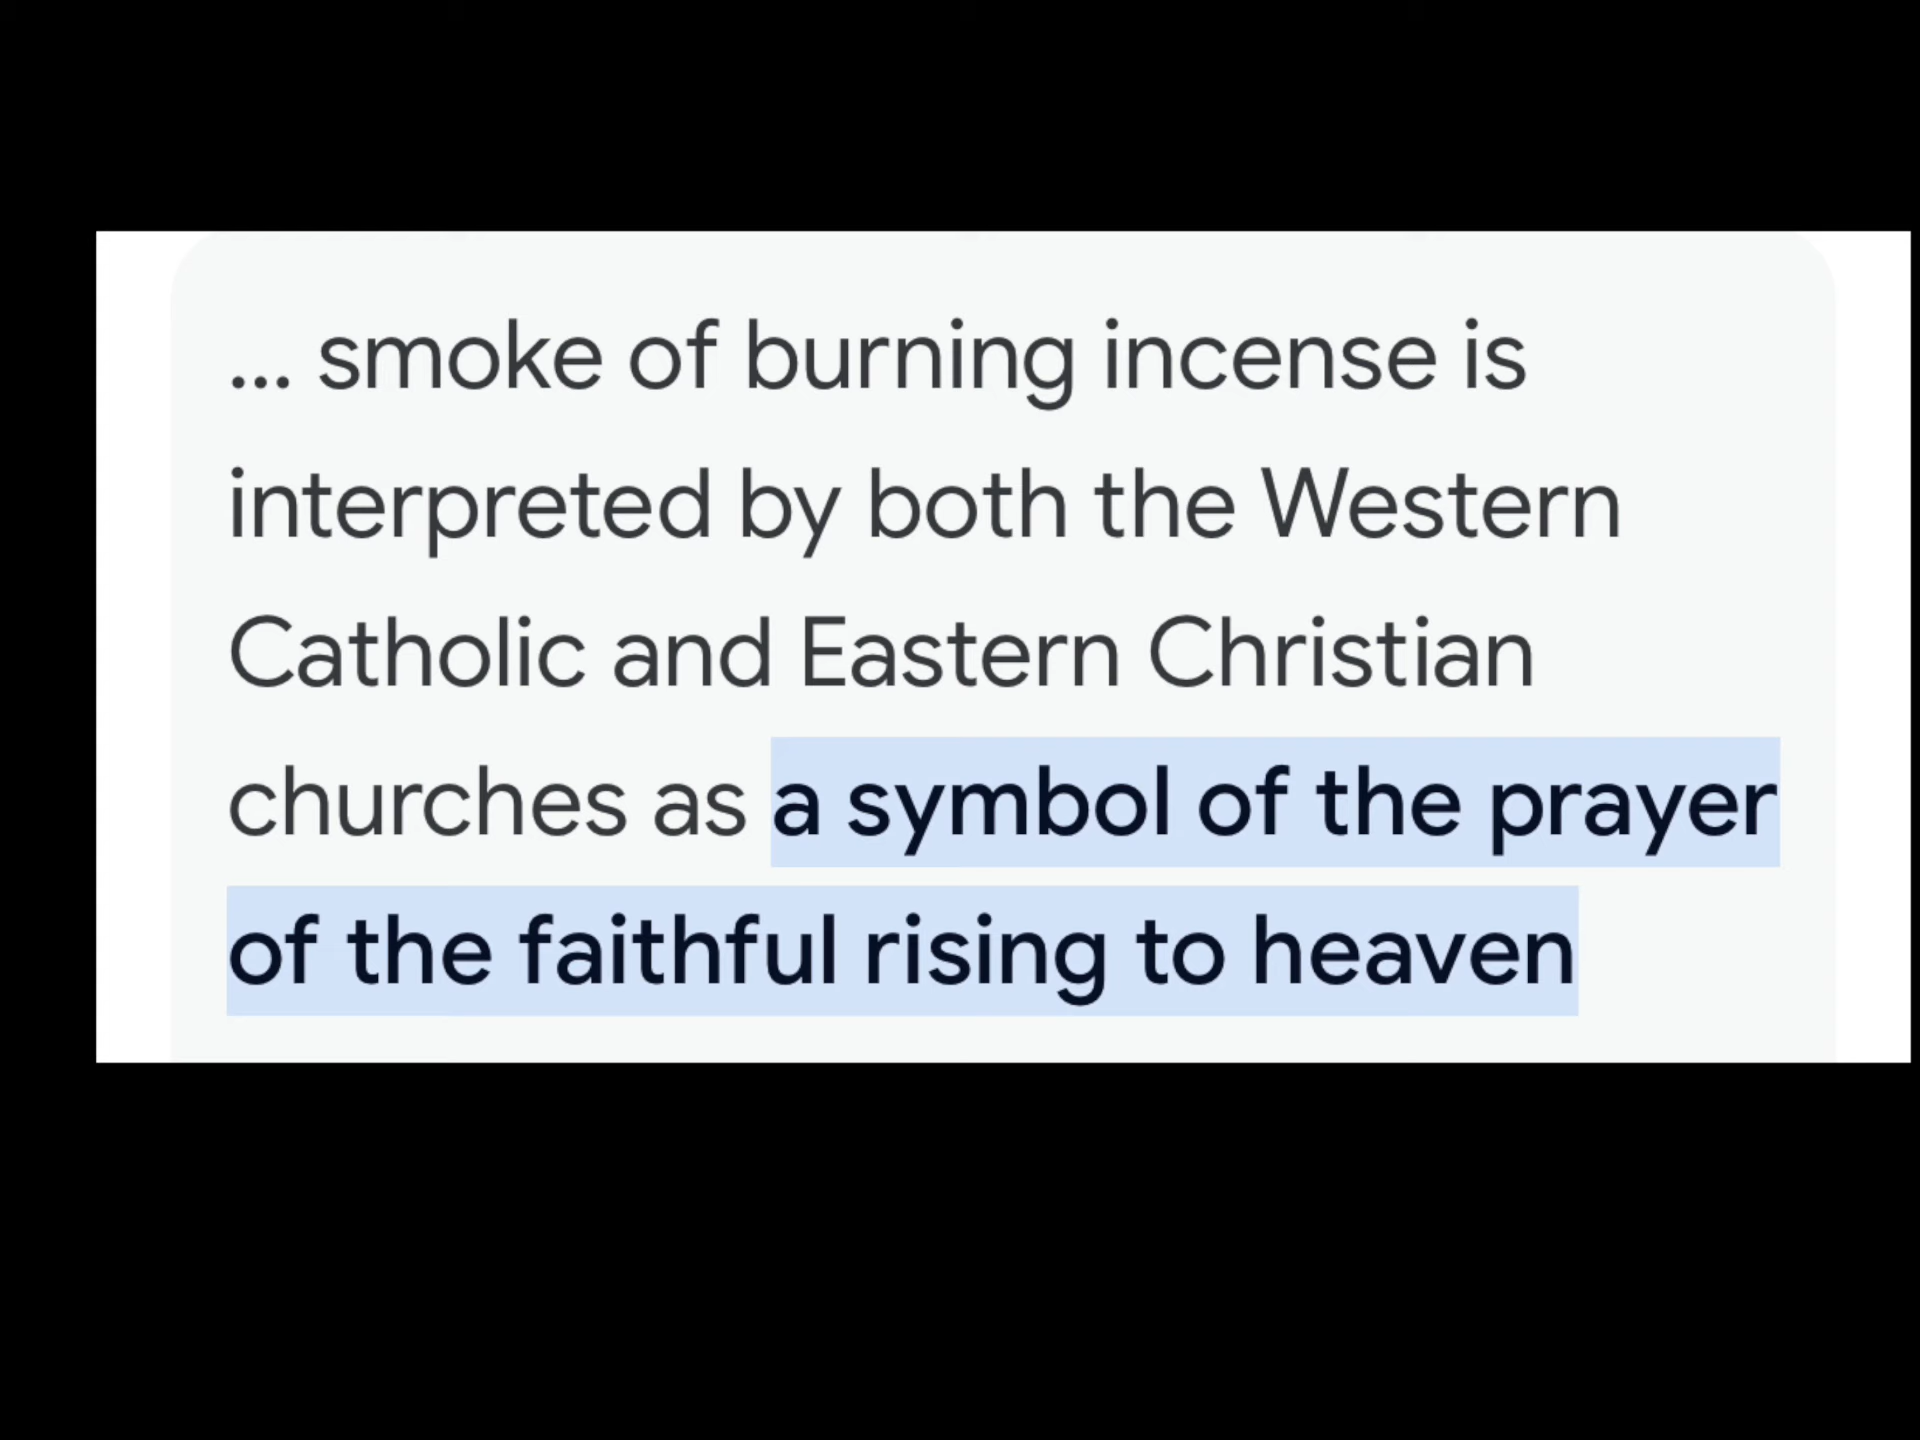 ... smoke of burning incense is
interpreted by both the Western
Catholic and Eastern Christian
churches as a symbol of the prayer
of the faithful rising to heaven